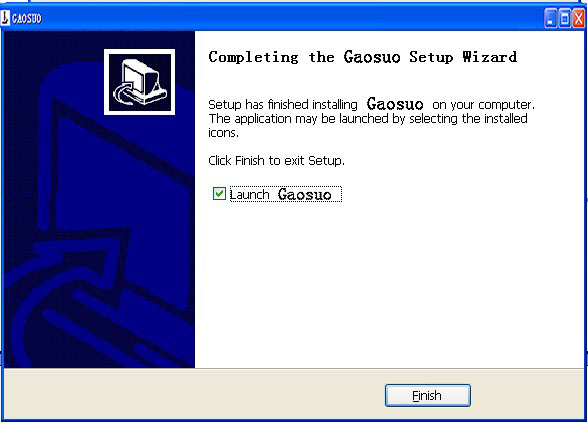 GAOSUO
Completing the Gaosuo Setup Wizard
Setup has finished installing Gaosuo on your computer.
The application may be launched by selecting the installed
icons.
Click Finish to exit Setup.
Launch Gaosuo
Finish